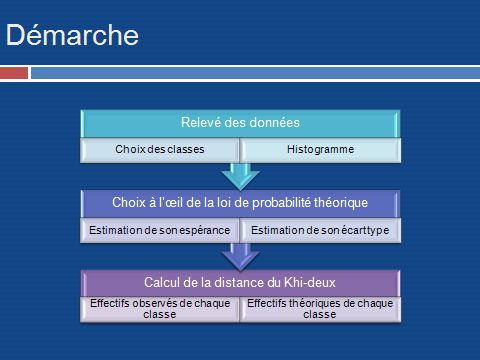 Démarche
Relevé des données
Choix des classes
Histogramme
Choix à l'œil de la loi de probabilité théorique
Estimation de son espérance
Estimation de son écarttype
Calcul de la distance du Khi-deux
Effectifs observés de chaque
classe
Effectifs théoriques de chaque
classe